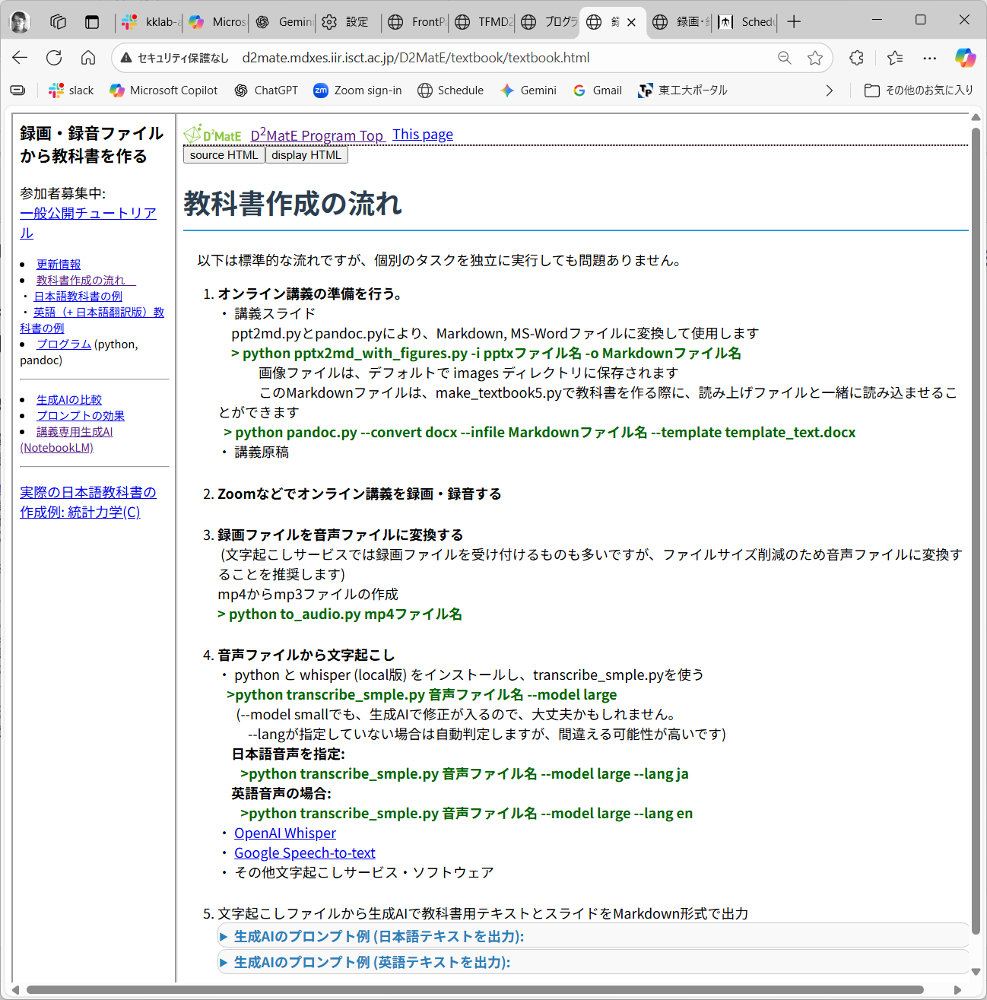 kklab-a
Micros
Gemin
設定
FrontP
TFMD2
プログラ
録
録画・
Schedu
セキュリティ保護なし
d2mate.mdxes.iir.isct.ac.jp/D2MatE/textbook/textbook.html
slack
Microsoft Copilot
ChatGPT
zm
Zoom sign-in
Schedule
Gemini
Gmail
東工大ポータル
その他のお気に入り
録画・録音ファイル
から教科書を作る
参加者募集中:
一般公開チュートリア
ル
• 更新情報
• 教科書作成の流れ
・ 日本語教科書の例
・ 英語（+ 日本語翻訳版）教
科書の例
• プログラム (python,
pandoc)
• 生成AIの比較
• プロンプトの効果
• 講義専用生成AI
(NotebookLM)
実際の日本語教科書の
作成例: 統計力学(C)
D²MatE D²MatE Program Top This page
source HTML display HTML
教科書作成の流れ
以下は標準的な流れですが、個別のタスクを独立に実行しても問題ありません。
1. オンライン講義の準備を行う。
・ 講義スライド
ppt2md.pyとpandoc.pyにより、Markdown, MS-Wordファイルに変換して使用します
> python pptx2md_with_figures.py -i pptxファイル名 -o Markdownファイル名
画像ファイルは、デフォルトで images ディレクトリに保存されます
このMarkdownファイルは、make_textbook5.pyで教科書を作る際に、読み上げファイルと一緒に読み込ませるこ
とができます
> python pandoc.py --convert docx --infile Markdownファイル名 --template template_text.docx
・ 講義原稿
2. Zoomなどでオンライン講義を録画・録音する
3. 録画ファイルを音声ファイルに変換する
(文字起こしサービスでは録画ファイルを受け付けるものも多いですが、ファイルサイズ削減のため音声ファイルに変換す
ることを推奨します)
mp4からmp3ファイルの作成
> python to_audio.py mp4ファイル名
4. 音声ファイルから文字起こし
・ python と whisper (local版) をインストールし、transcribe_smple.pyを使う
>python transcribe_smple.py 音声ファイル名 --model large
(--model smallでも、生成AIで修正が入るので、大丈夫かもしれません。
--langが指定していない場合は自動判定しますが、間違える可能性が高いです)
日本語音声を指定:
>python transcribe_smple.py 音声ファイル名 --model large --lang ja
英語音声の場合:
>python transcribe_smple.py 音声ファイル名 --model large --lang en
・ OpenAI Whisper
・ Google Speech-to-text
・ その他文字起こしサービス・ソフトウェア
5. 文字起こしファイルから生成AIで教科書用テキストとスライドをMarkdown形式で出力
▶ 生成AIのプロンプト例 (日本語テキストを出力):
▶ 生成AIのプロンプト例 (英語テキストを出力):